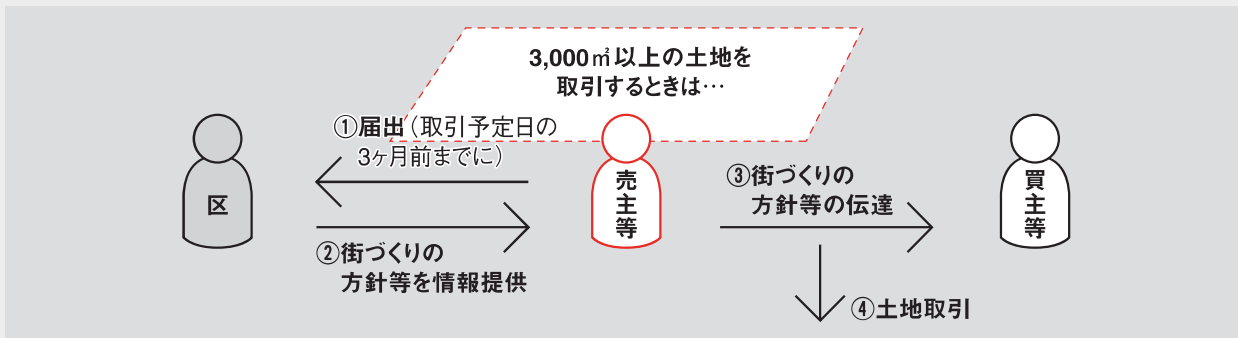 3,000㎡以上の土地を
取引するときは…
①届出（取引予定日の
3ヶ月前までに）
区
売主等
買主等
②街づくりの
方針等を情報提供
③街づくりの
方針等の伝達
④土地取引